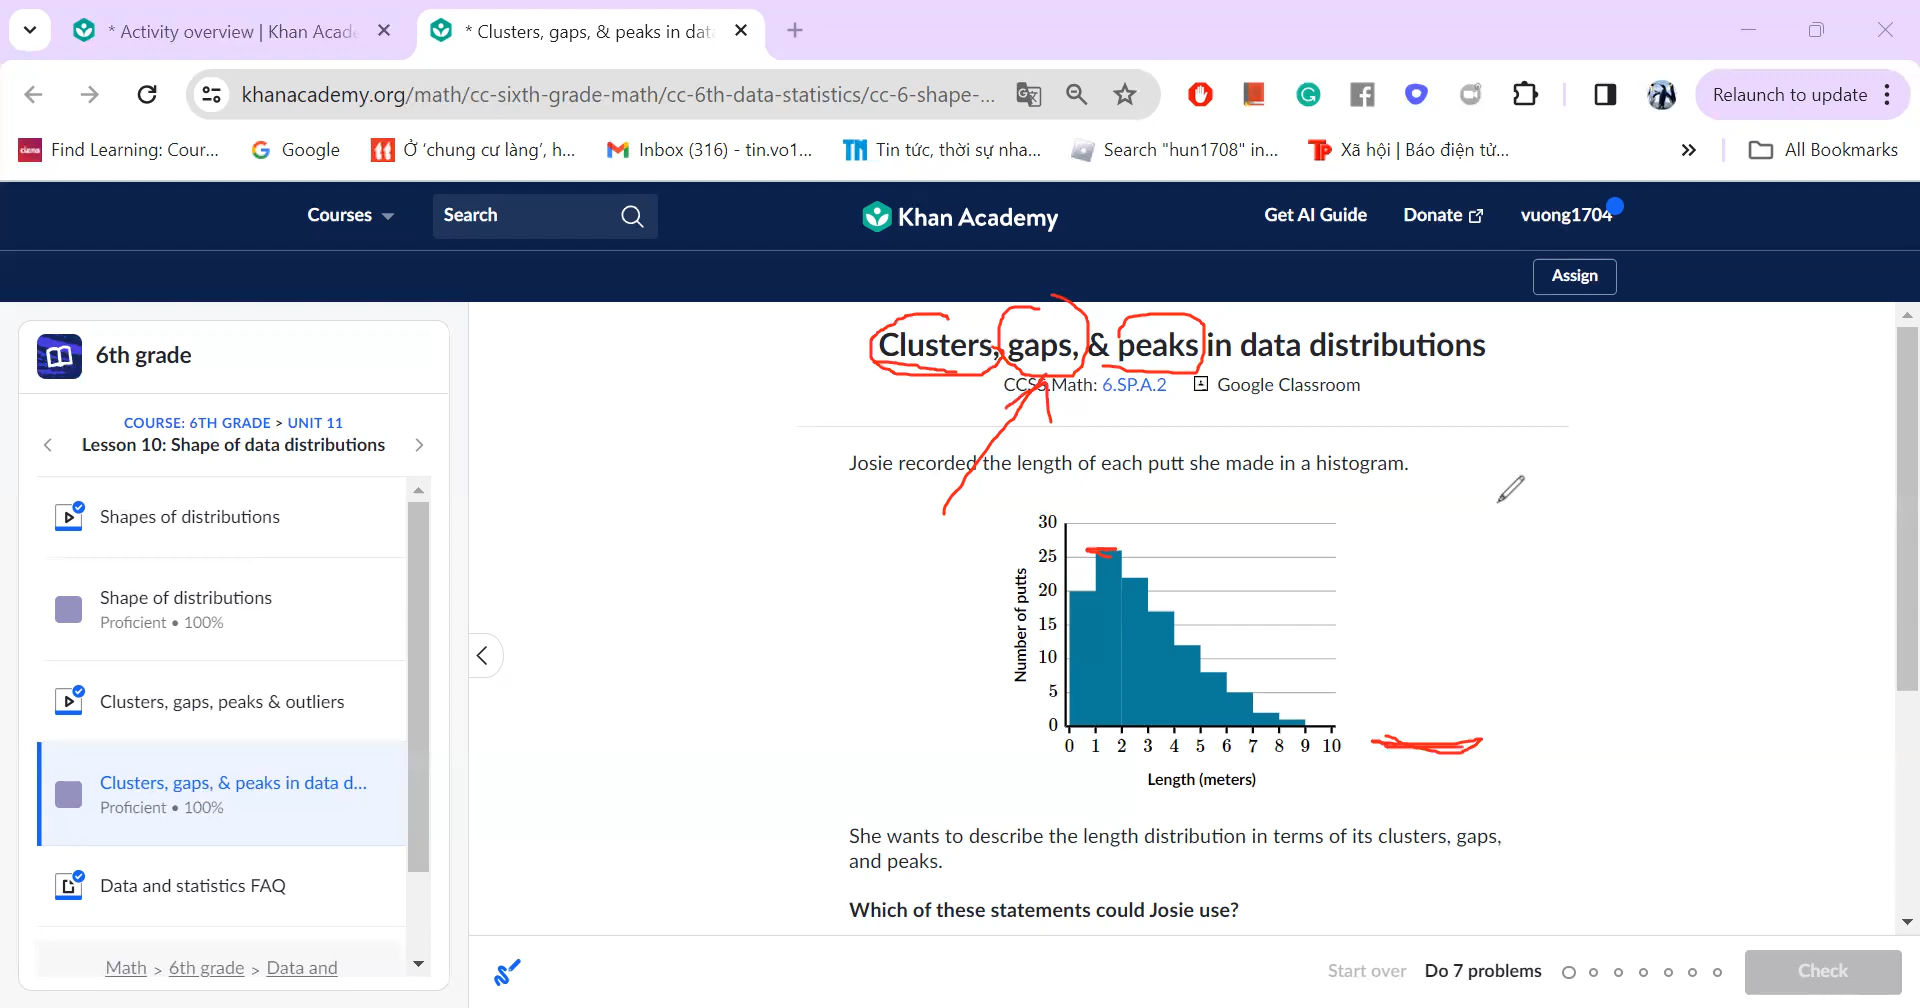 * Activity overview | Khan Acade
* Clusters, gaps, & peaks in dat
khanacademy.org/math/cc-sixth-grade-math/cc-6th-data-statistics/cc-6-shape-...
Relaunch to update
Find Learning: Cour...
Google
Ở 'chung cư làng', h...
Inbox (316) - tin.vo1...
Tin tức, thời sự nha...
Search "hun1708" in...
Xã hội | Báo điện tử...
All Bookmarks
Courses
Search
Khan Academy
Get AI Guide
Donate
vuong1704
Assign
6th grade
COURSE: 6TH GRADE > UNIT 11
Lesson 10: Shape of data distributions
Shapes of distributions
Shape of distributions
Proficient • 100%
Clusters, gaps, peaks & outliers
Clusters, gaps, & peaks in data d...
Proficient • 100%
Data and statistics FAQ
Math > 6th grade > Data and
Clusters, gaps, & peaks in data distributions
CCSS.Math: 6.SP.A.2 Google Classroom
Josie recorded the length of each putt she made in a histogram.
30
25
20
15
10
5
0
Number of putts
0 1 2 3 4 5 6 7 8 9 10
Length (meters)
She wants to describe the length distribution in terms of its clusters, gaps,
and peaks.
Which of these statements could Josie use?
Start over
Do 7 problems
Check